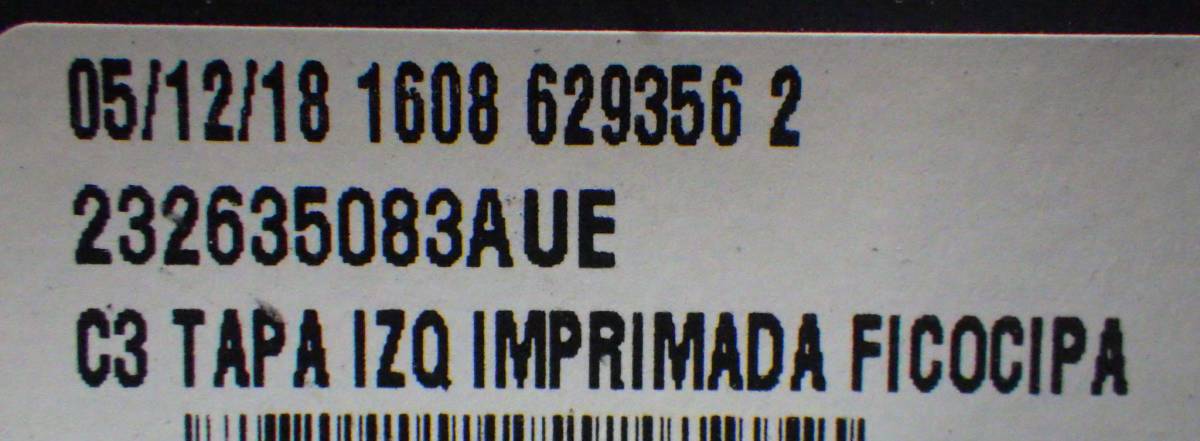 05/12/18 1608 629356 2
232635083AUE
C3 TAPA IZQ IMPRIMADA FICOCIPA